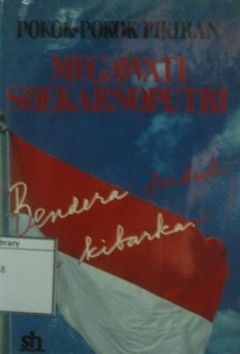 POKOK-POKOK PIKIRAN
MEGAWATI
SOEKARNOPUTRI
Bendera
kibarkan
sh